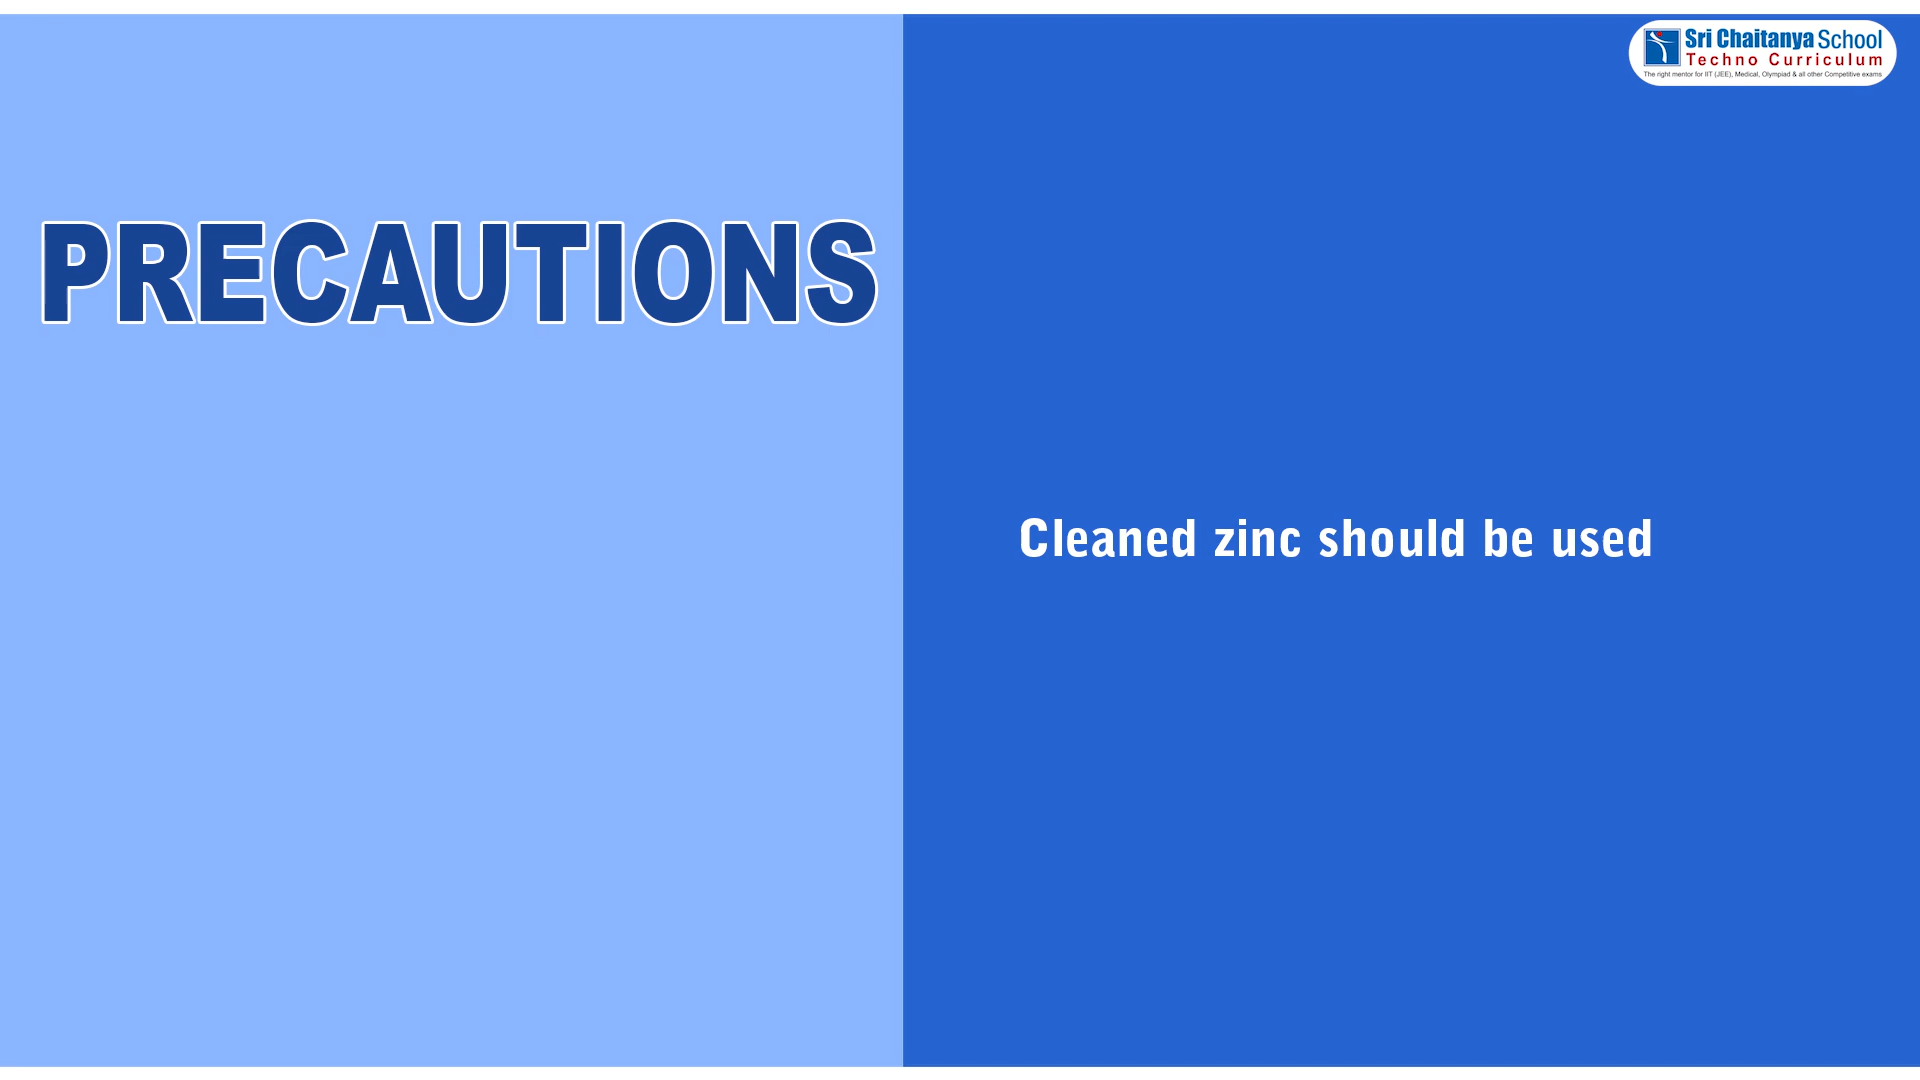 Sri Chaitanya School
Techno Curriculum
The right mentor for IIT (JEE), Medical, Olympiad & all other Competitive exams
PRECAUTIONS
Cleaned zinc should be used